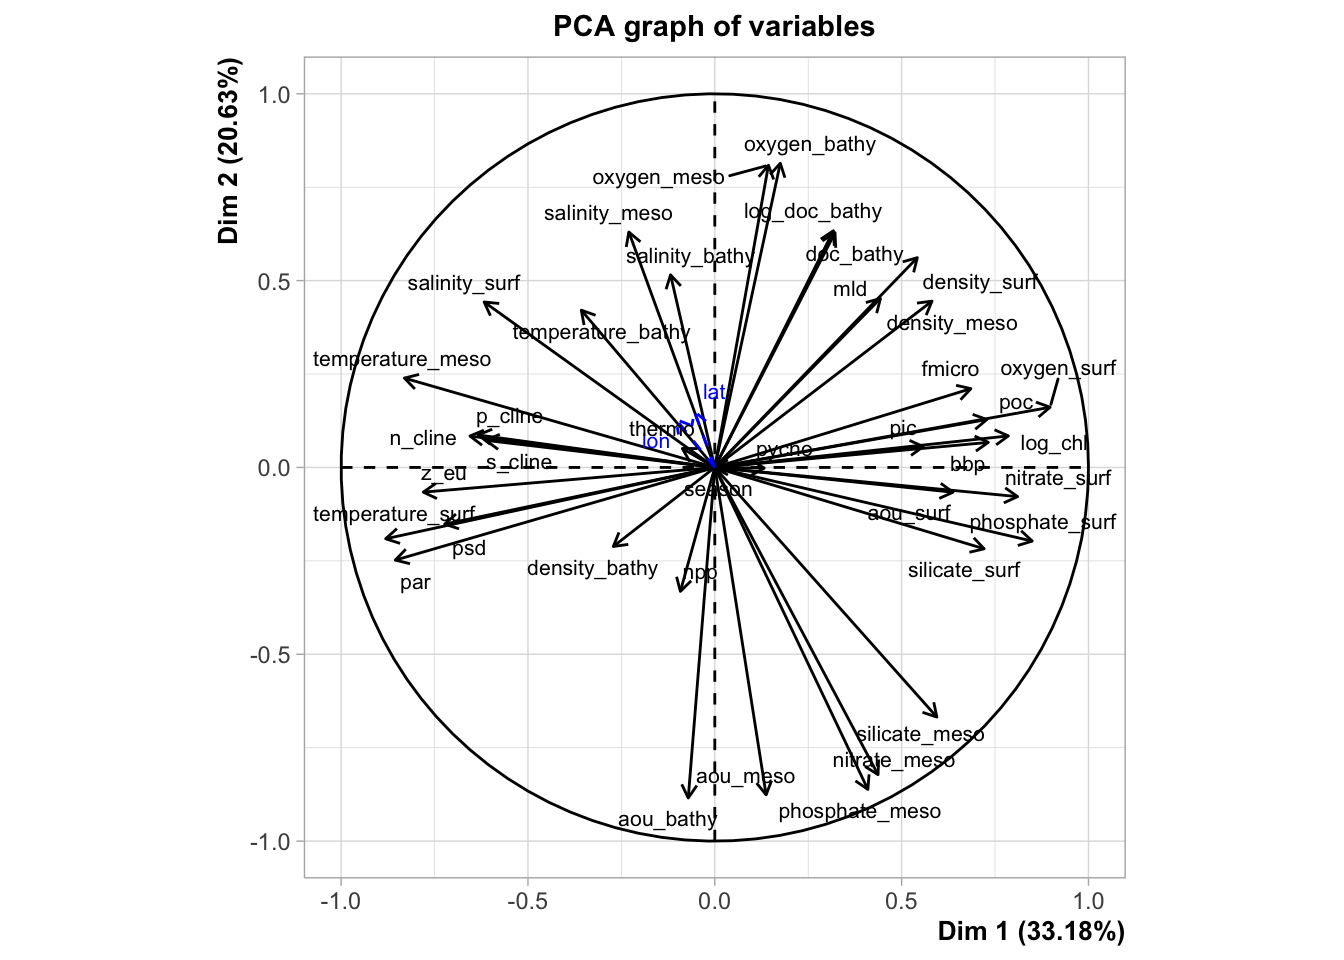 PCA graph of variables
Dim 2 (20.63%)
1.0
0.5
0.0
-0.5
-1.0
oxygen_bathy
oxygen_meso
salinity_meso
log_doc_bathy
salinity_bathy
doc_bathy
salinity_surf
density_surf
mld
density_meso
temperature_bathy
temperature_meso
fmicro
oxygen_surf
lat
poc
p_cline
thermo
pic
n_cline
lon
log_chl
pycno
s_cline
bbp
z_eu
nitrate_surf
season
temperature_surf
aou_surf
phosphate_surf
psd
density_bathy
npp
silicate_surf
par
silicate_meso
nitrate_meso
aou_meso
phosphate_meso
aou_bathy
-1.0
-0.5
0.0
0.5
1.0
Dim 1 (33.18%)